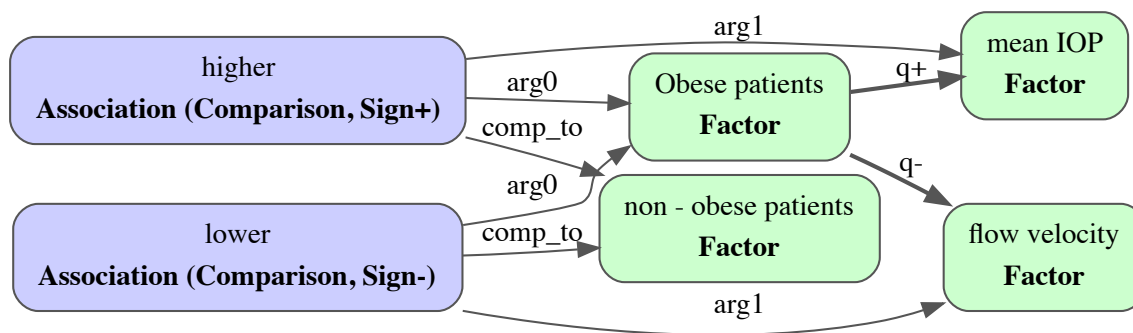 higher
Association (Comparison, Sign+)
arg1
arg0
comp_to
Obese patients
Factor
q+
mean IOP
Factor
q-
lower
Association (Comparison, Sign-)
arg0
comp_to
arg1
non - obese patients
Factor
flow velocity
Factor